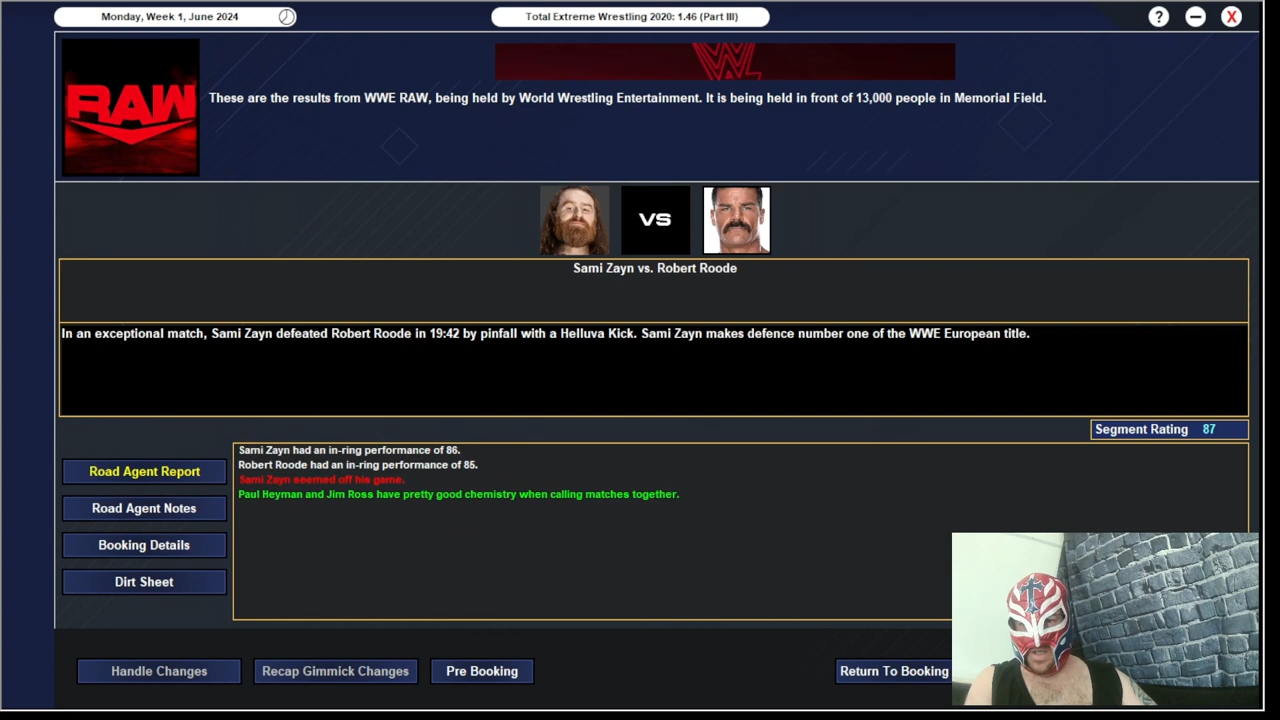 Monday, Week 1, June 2024
Total Extreme Wrestling 2020: 1.46 (Part III)
?
X
RAW
W
These are the results from WWE RAW, being held by World Wrestling Entertainment. It is being held in front of 13,000 people in Memorial Field.
VS
Sami Zayn vs. Robert Roode
In an exceptional match, Sami Zayn defeated Robert Roode in 19:42 by pinfall with a Helluva Kick. Sami Zayn makes defence number one of the WWE European title.
Segment Rating 87
Road Agent Report
Road Agent Notes
Booking Details
Dirt Sheet
Sami Zayn had an in-ring performance of 86.
Robert Roode had an in-ring performance of 85.
Sami Zayn seemed off his game.
Paul Heyman and Jim Ross have pretty good chemistry when calling matches together.
Handle Changes
Recap Gimmick Changes
Pre Booking
Return To Booking